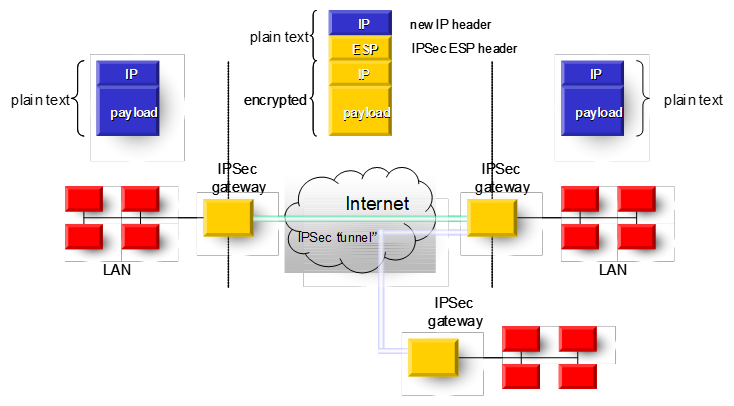 IP
new IP header
plain text
ESP
IPSec ESP header
IP
encrypted
payload
IP
plain text
payload
IP
payload
plain text
IPSec
gateway
IPSec
gateway
Internet
IPSec tunnel”
LAN
LAN
IPSec
gateway